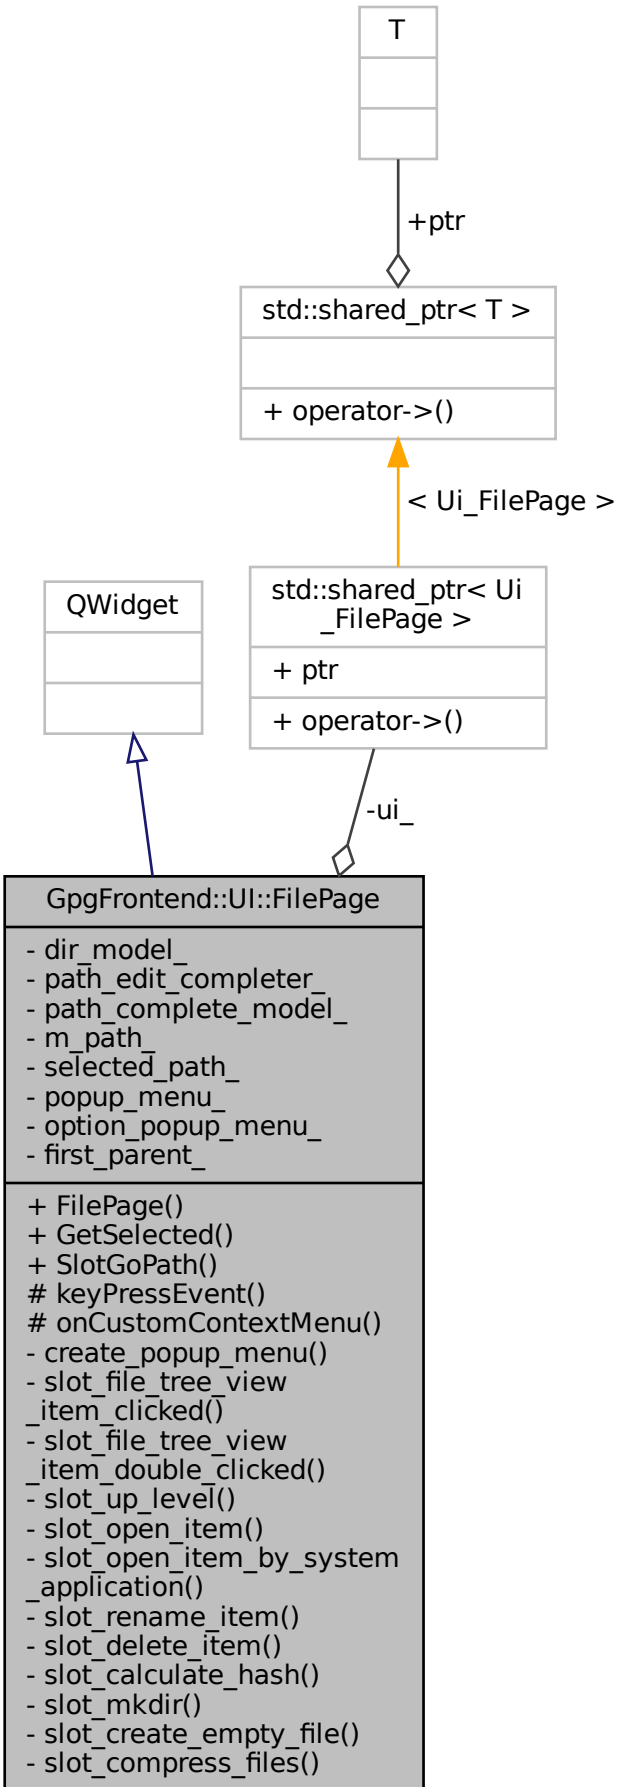 T
+ptr
std::shared_ptr< T >
+ operator->()
< Ui_FilePage >
QWidget
std::shared_ptr< Ui
_FilePage >
+ ptr
+ operator->()
-ui_
GpgFrontend::UI::FilePage
- dir_model_
- path_edit_completer_
- path_complete_model_
- m_path_
- selected_path_
- popup_menu_
- option_popup_menu_
- first_parent_
+ FilePage()
+ GetSelected()
+ SlotGoPath()
# keyPressEvent()
# onCustomContextMenu()
- create_popup_menu()
- slot_file_tree_view
_item_clicked()
- slot_file_tree_view
_item_double_clicked()
- slot_up_level()
- slot_open_item()
- slot_open_item_by_system
_application()
- slot_rename_item()
- slot_delete_item()
- slot_calculate_hash()
- slot_mkdir()
- slot_create_empty_file()
- slot_compress_files()